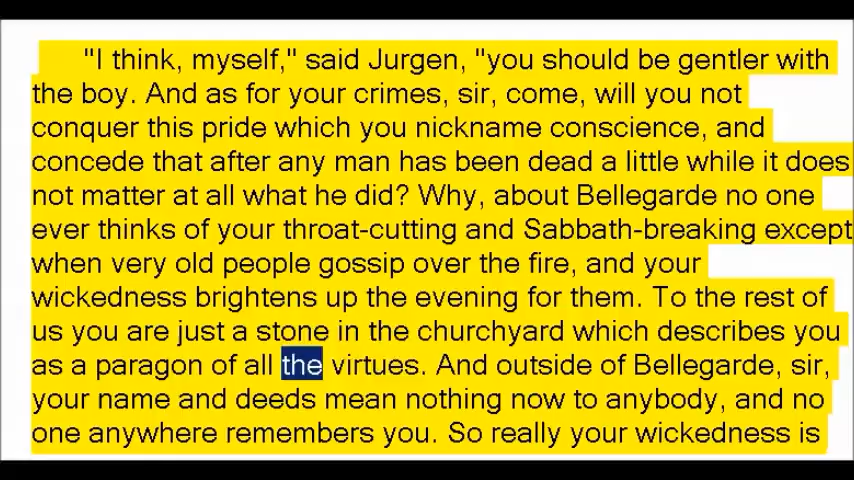 "I think, myself," said Jurgen, "you should be gentler with
the boy. And as for your crimes, sir, come, will you not
conquer this pride which you nickname conscience, and
concede that after any man has been dead a little while it does
not matter at all what he did? Why, about Bellegarde no one
ever thinks of your throat-cutting and Sabbath-breaking except
when very old people gossip over the fire, and your
wickedness brightens up the evening for them. To the rest of
us you are just a stone in the churchyard which describes you
as a paragon of all the virtues. And outside of Bellegarde, sir,
your name and deeds mean nothing now to anybody, and no
one anywhere remembers you. So really your wickedness is